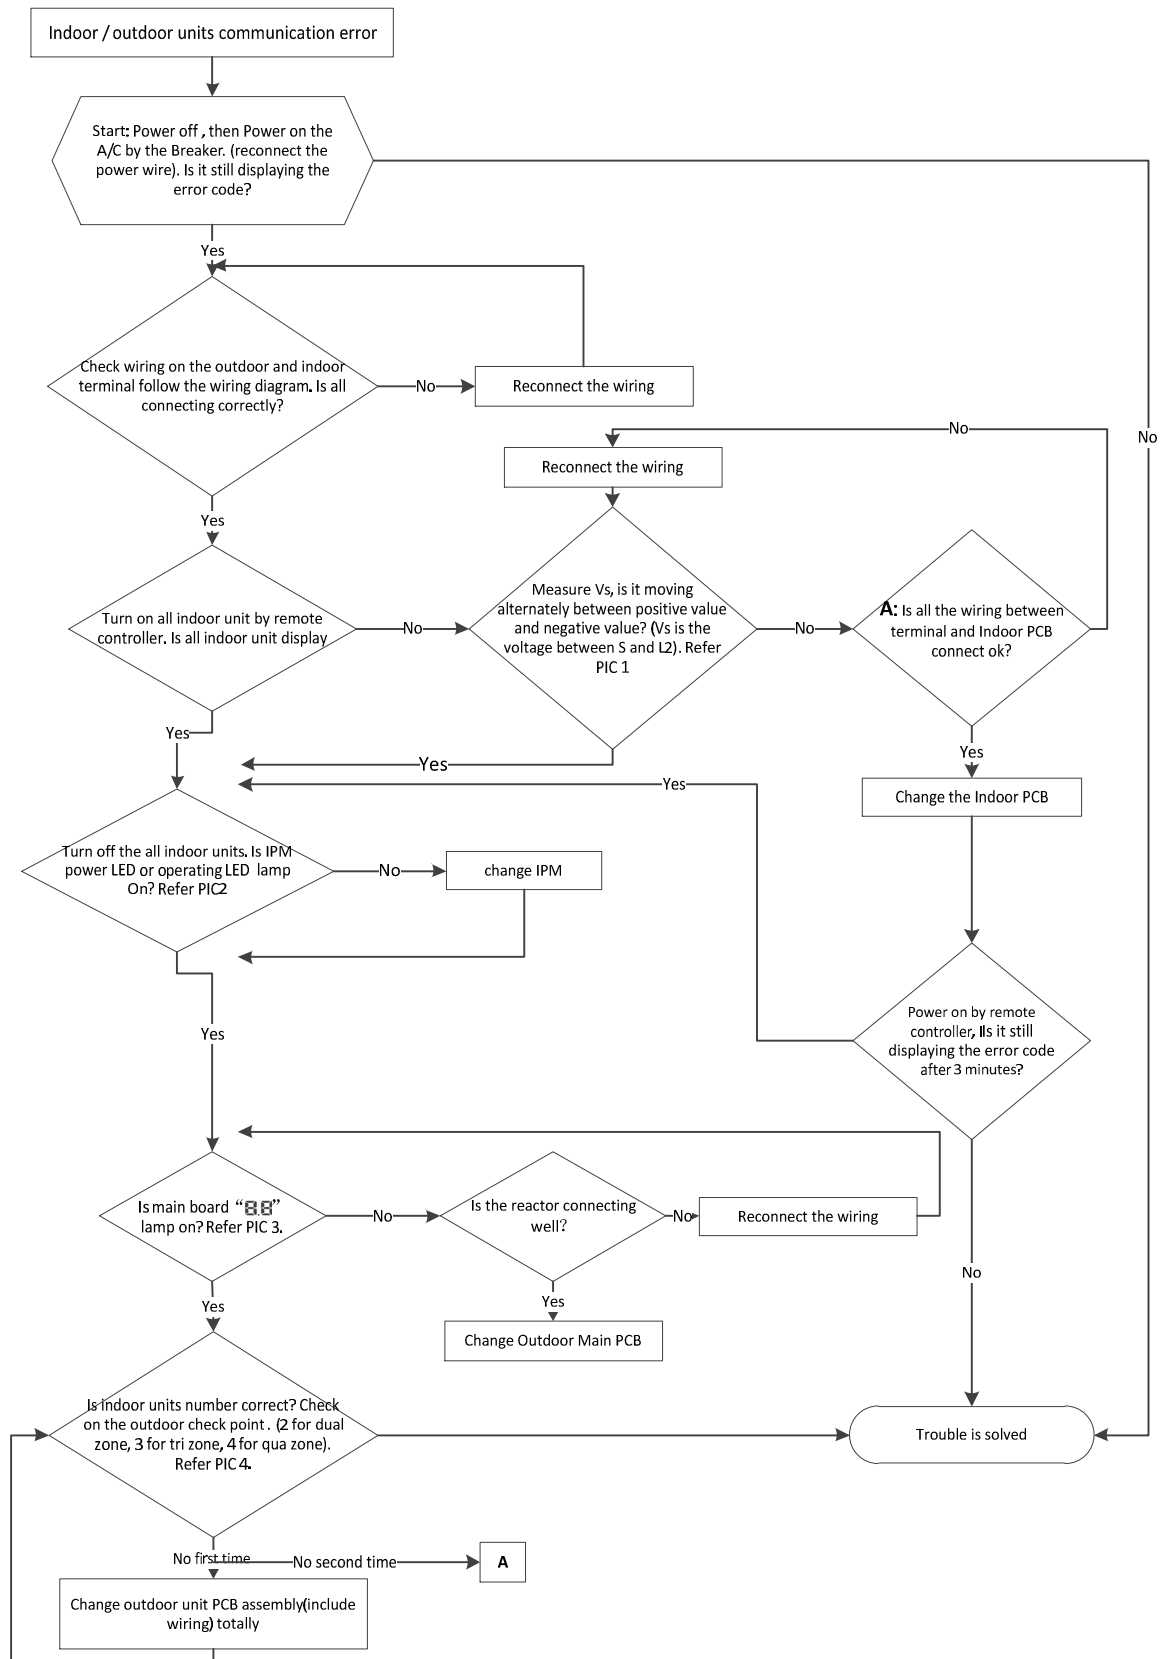 Indoor / outdoor units communication error
Start: Power off , then Power on the
A/C by the Breaker. (reconnect the
power wire). Is it still displaying the
error code?
Yes
Check wiring on the outdoor and indoor
terminal follow the wiring diagram. Is all
connecting correctly?
No
Reconnect the wiring
No
No
Reconnect the wiring
Yes
Turn on all indoor unit by remote
controller. Is all indoor unit display
No
Measure Vs, is it moving
alternately between positive value
and negative value? (Vs is the
voltage between S and L2). Refer
PIC 1
No
A: Is all the wiring between
terminal and Indoor PCB
connect ok?
Yes
Yes
Yes
Yes
Change the Indoor PCB
Turn off the all indoor units. Is IPM
power LED or operating LED lamp
On? Refer PIC2
No
change IPM
Yes
Power on by remote
controller, IIs it still
displaying the error code
after 3 minutes?
Is main board “8.8”
lamp on? Refer PIC 3.
No
Is the reactor connecting
well?
No
Reconnect the wiring
No
Yes
Yes
Change Outdoor Main PCB
Is indoor units number correct? Check
on the outdoor check point . (2 for dual
zone, 3 for tri zone, 4 for qua zone).
Refer PIC 4.
Trouble is solved
No first time
No second time
A
Change outdoor unit PCB assembly(include
wiring) totally